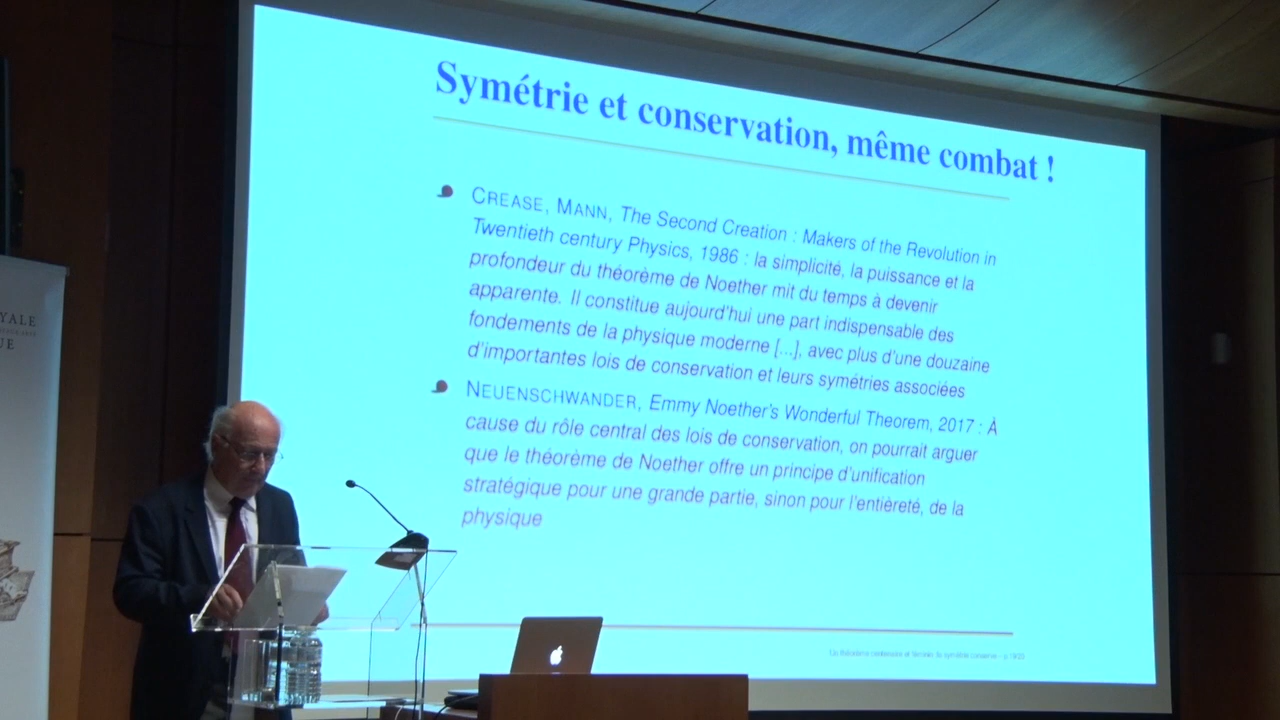 Symétrie et conservation, même combat !
CREASE, MANN, The Second Creation : Makers of the Revolution in
Twentieth century Physics, 1986 : la simplicité, la puissance et la
profondeur du théorème de Noether mit du temps à devenir
apparente. Il constitue aujourd'hui une part indispensable des
fondements de la physique moderne [...], avec plus d'une douzaine
d'importantes lois de conservation et leurs symétries associées
NEUENSCHWANDER, Emmy Noether's Wonderful Theorem, 2017 : À
cause du rôle central des lois de conservation, on pourrait arguer
que le théorème de Noether offre un principe d'unification
stratégique pour une grande partie, sinon pour l'entièreté, de la
physique
YALE
UE